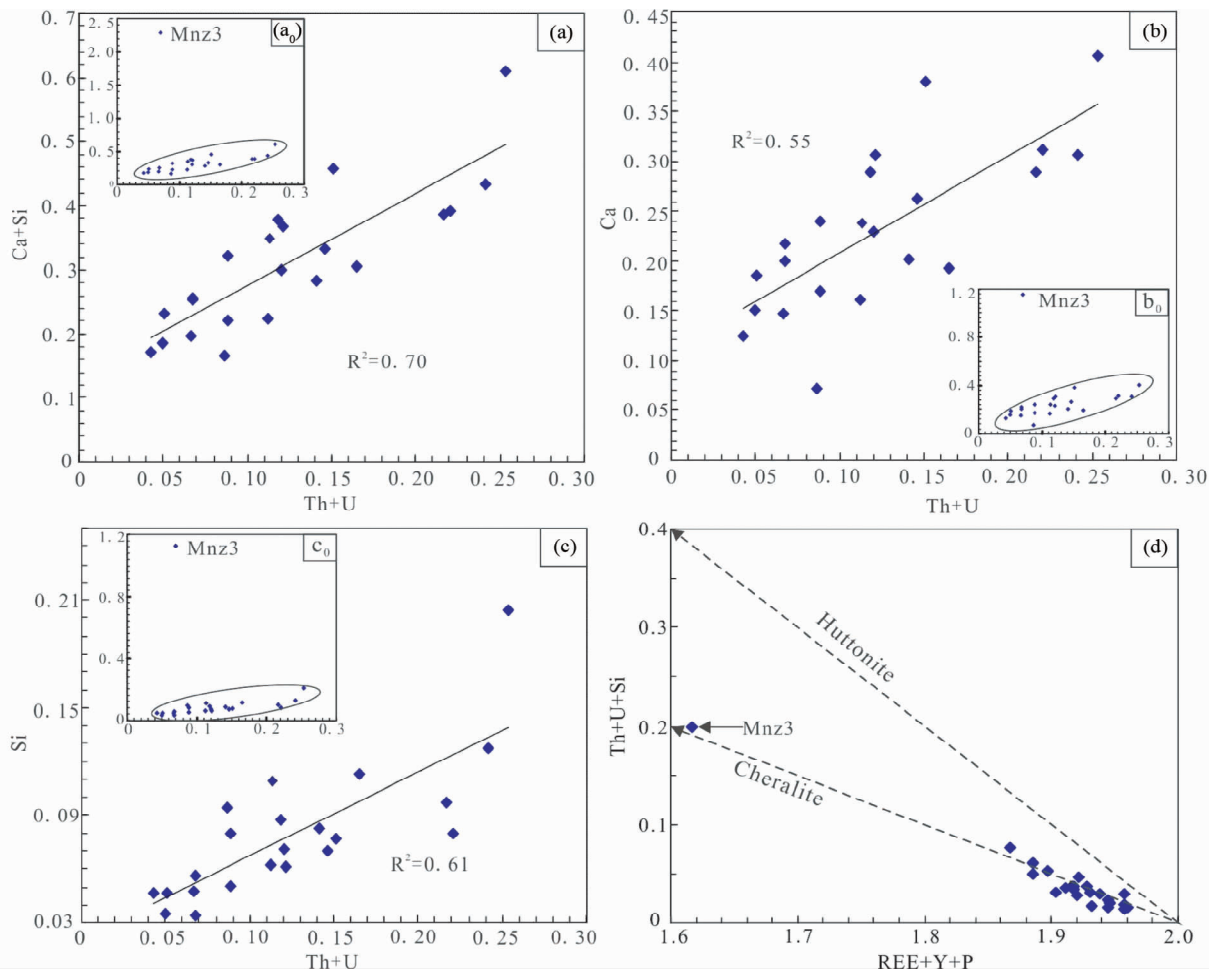 0.7
0.6
0.5
0.4
0.3
0.2
0.1
0
Ca+Si
2.5
2.0
1.5
1.0
0.5
0
Mnz3
(a₀)
0 0.1 0.2 0.3
(a)
R²=0.70
0.05 0.10 0.15 0.20 0.25 0.30
Th+U
0.45
0.40
0.35
0.30
0.25
0.20
0.15
0.10
0.05
0
Ca
(b)
R²=0.55
1.2
0.8
0.4
0
Mnz3
b₀
0 0.1 0.2 0.3
0.05 0.10 0.15 0.20 0.25 0.30
Th+U
0.21
0.15
0.09
0.03
Si
1.2
0.8
0.4
0
Mnz3
c₀
0 0.1 0.2 0.3
(c)
R²=0.61
0.05 0.10 0.15 0.20 0.25 0.30
Th+U
0.4
0.4
0.2
0.1
0
Th+U+Si
(d)
Huttonite
Mnz3
Cheralite
1.6 1.7 1.8 1.9 2.0
REE+Y+P